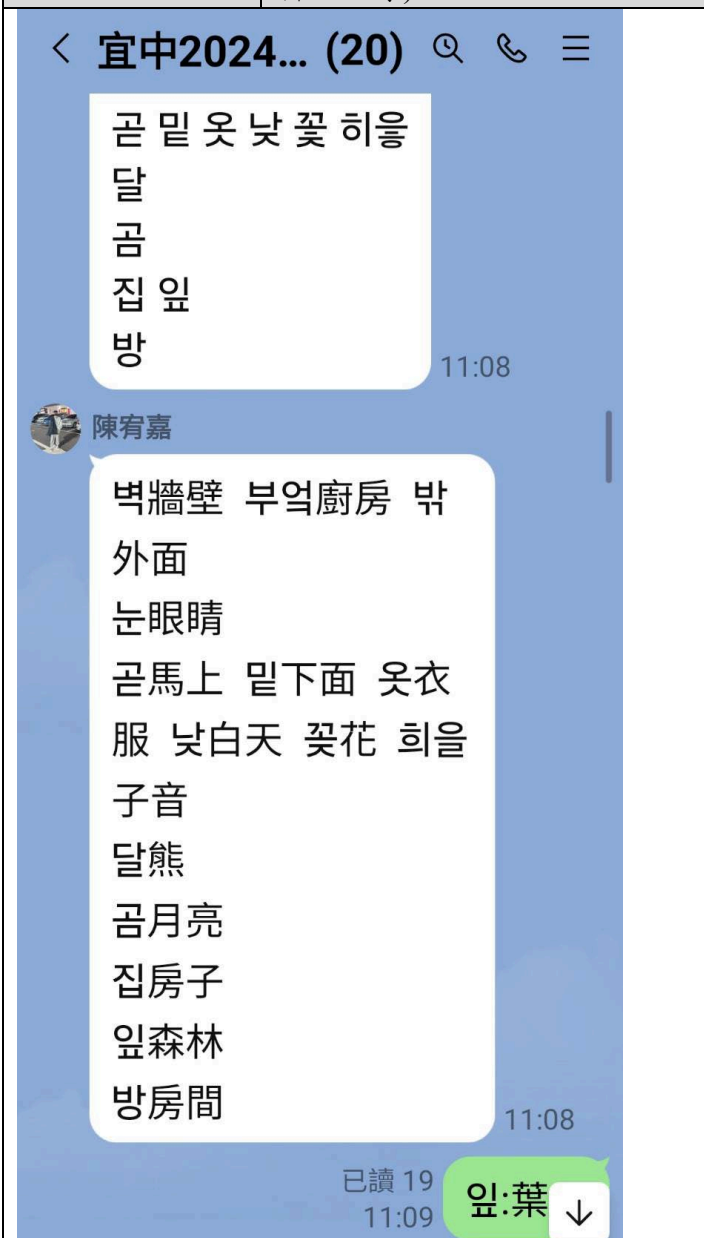 宜中2024... (20)
곧 밑 옷 낮 꽃 히읗
달
곰
집 잎
방
11:08
陳宥嘉
벽牆壁 부엌廚房 밖
外面
눈眼睛
곧馬上 밑下面 옷衣
服 낮白天 꽃花 희을
子音
달熊
곰月亮
집房子
잎森林
방房間
11:08
已讀 19
11:09
잎:葉